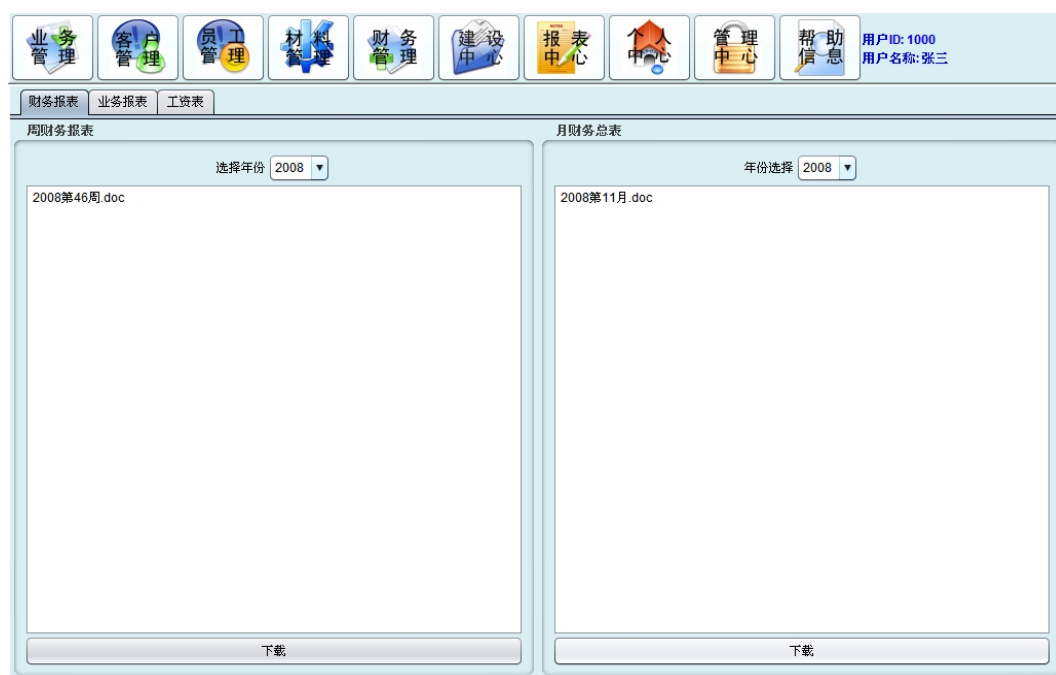 业务管理 客户管理 员工管理 材料管理 财务管理 建设中心 报表中心 个人中心 管理中心 帮助信息
用户ID: 1000
用户名称:张三
财务报表 业务报表 工资表
周财务报表
选择年份 2008
2008第46周.doc
下载
月财务总表
年份选择 2008
2008第11月.doc
下载